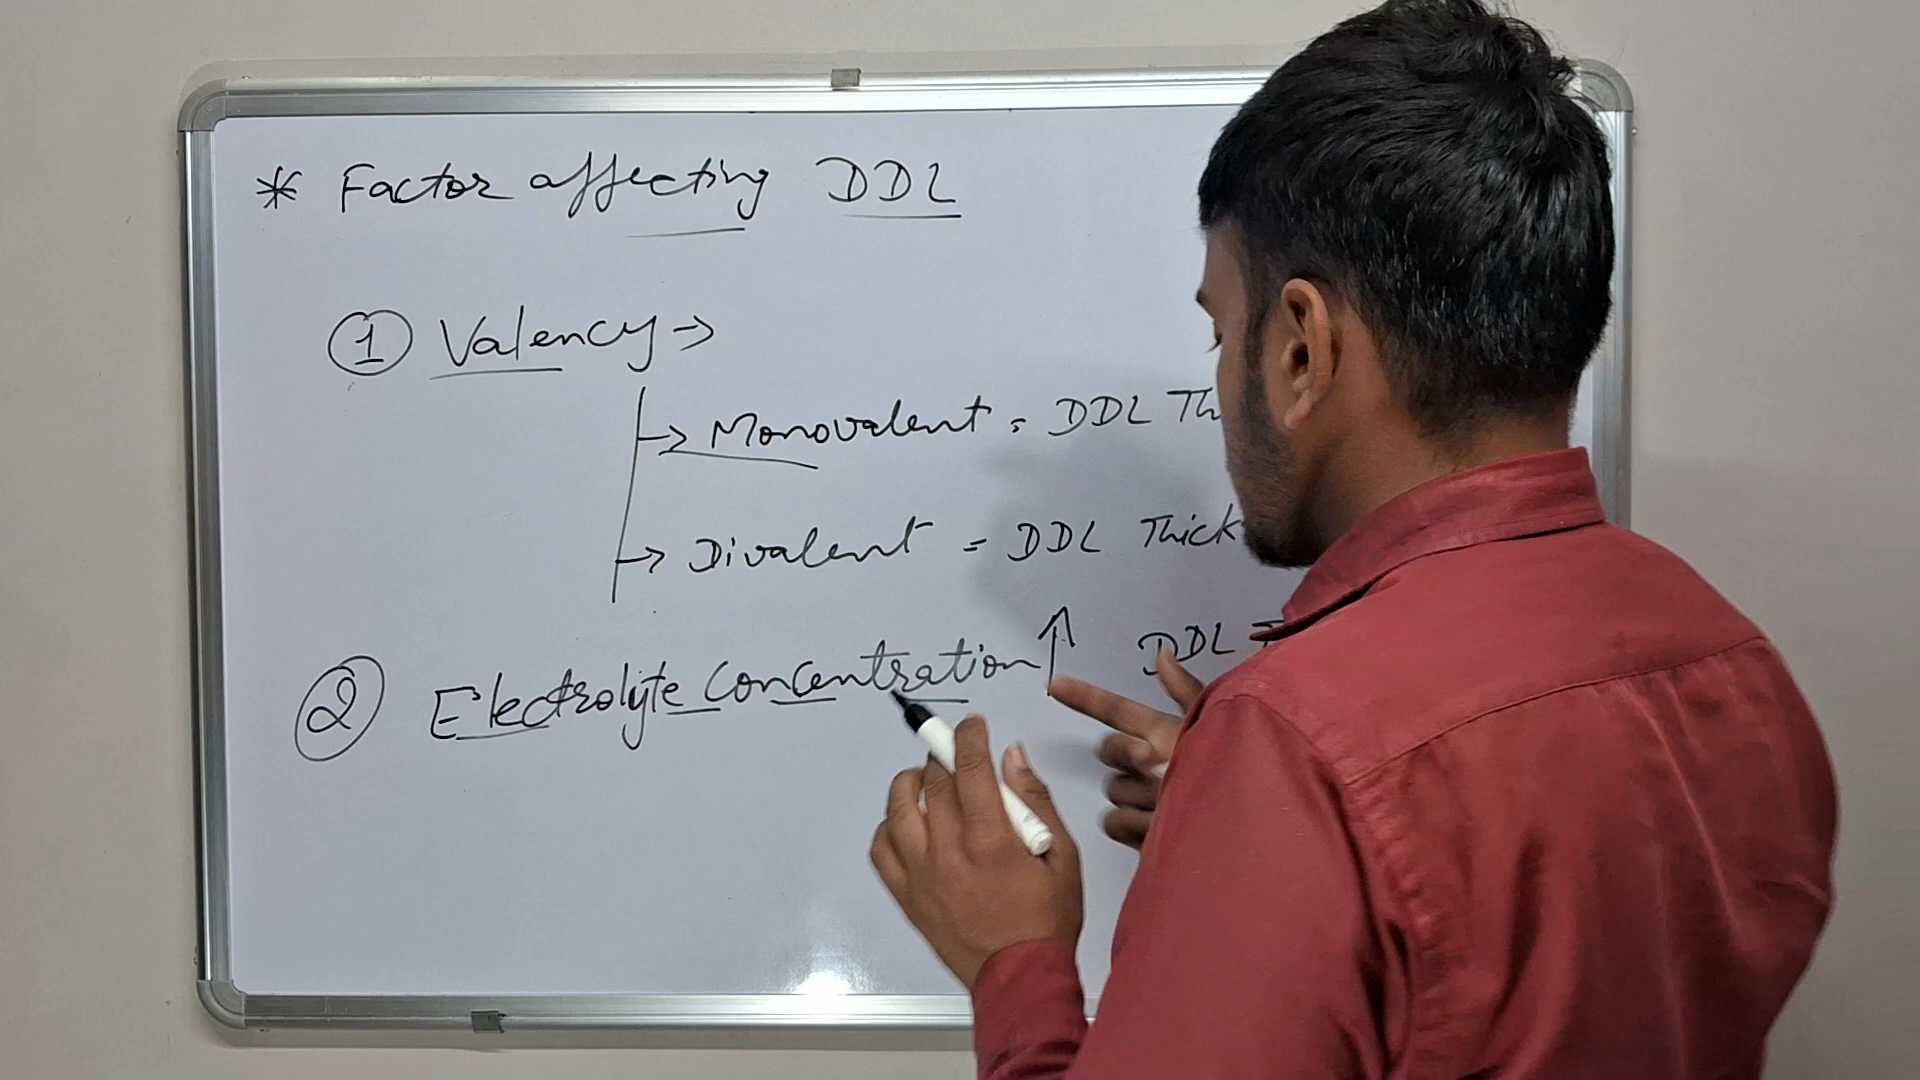 * Factor affecting DDL
① Valency →
→ Monovalent = DDL Th
→ Divalent = DDL Thick
② Electrolyte Concentration ↑ DDL T